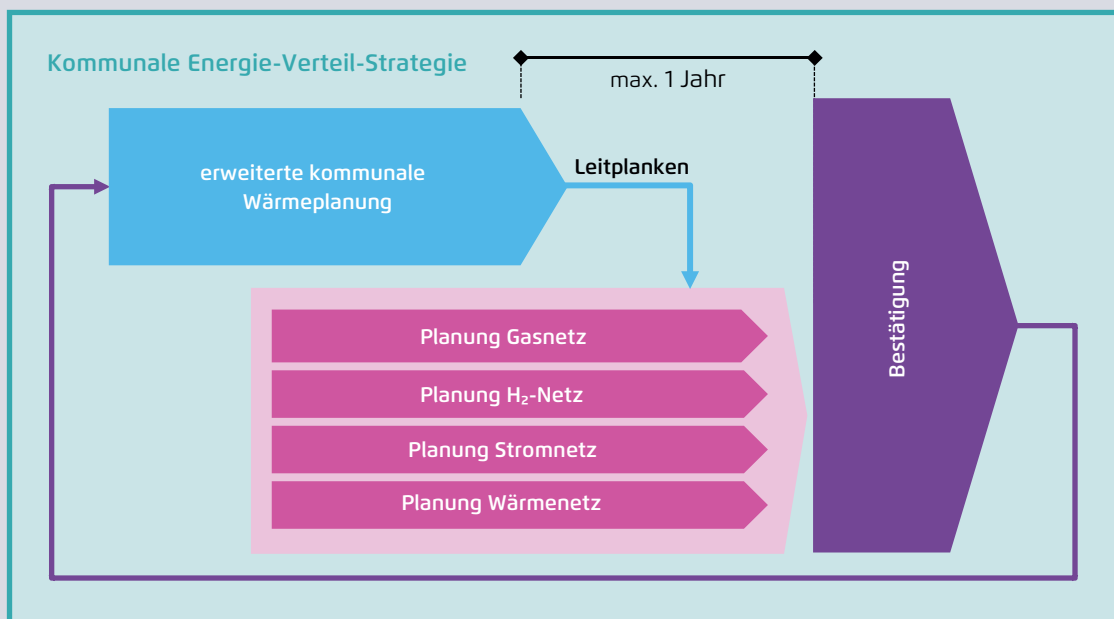 Kommunale Energie-Verteil-Strategie
max. 1 Jahr
erweiterte kommunale
Wärmeplanung
Leitplanken
Planung Gasnetz
Planung H₂-Netz
Planung Stromnetz
Planung Wärmenetz
Bestätigung